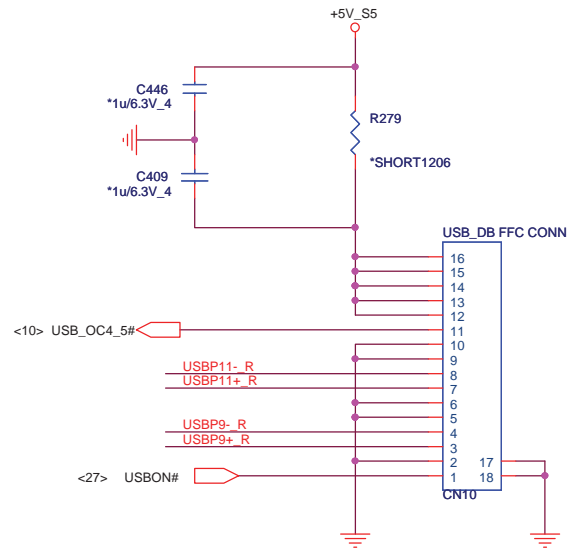 +5V_S5
C446
*1u/6.3V_4
R279
C409
*1u/6.3V_4
*SHORT1206
USB_DB FFC CONN
16
15
14
13
12
<10> USB_OC4_5#
11
10
9
USBP11-_R
8
USBP11+_R
7
6
5
USBP9-_R
4
USBP9+_R
3
2
17
<27> USBON#
1
18
CN10